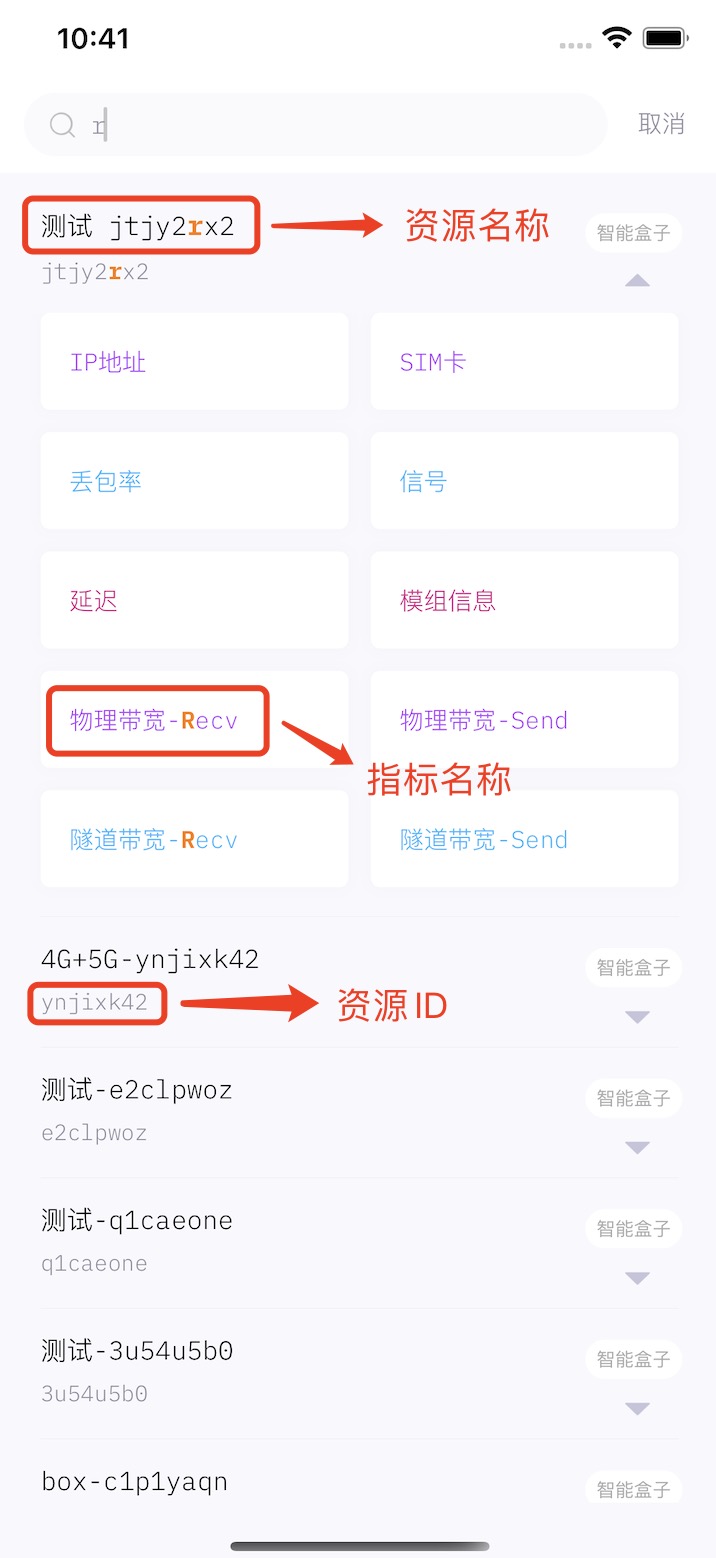 10:41
r
取消
测试 jtjy2rx2
资源名称
智能盒子
jtjy2rx2
IP地址
SIM卡
丢包率
信号
延迟
模组信息
物理带宽-Recv
物理带宽-Send
指标名称
隧道带宽-Recv
隧道带宽-Send
4G+5G-ynjixk42
智能盒子
ynjixk42
资源ID
测试-e2clpwoz
智能盒子
e2clpwoz
测试-q1caeone
智能盒子
q1caeone
测试-3u54u5b0
智能盒子
3u54u5b0
box-c1p1yaqn
智能盒子